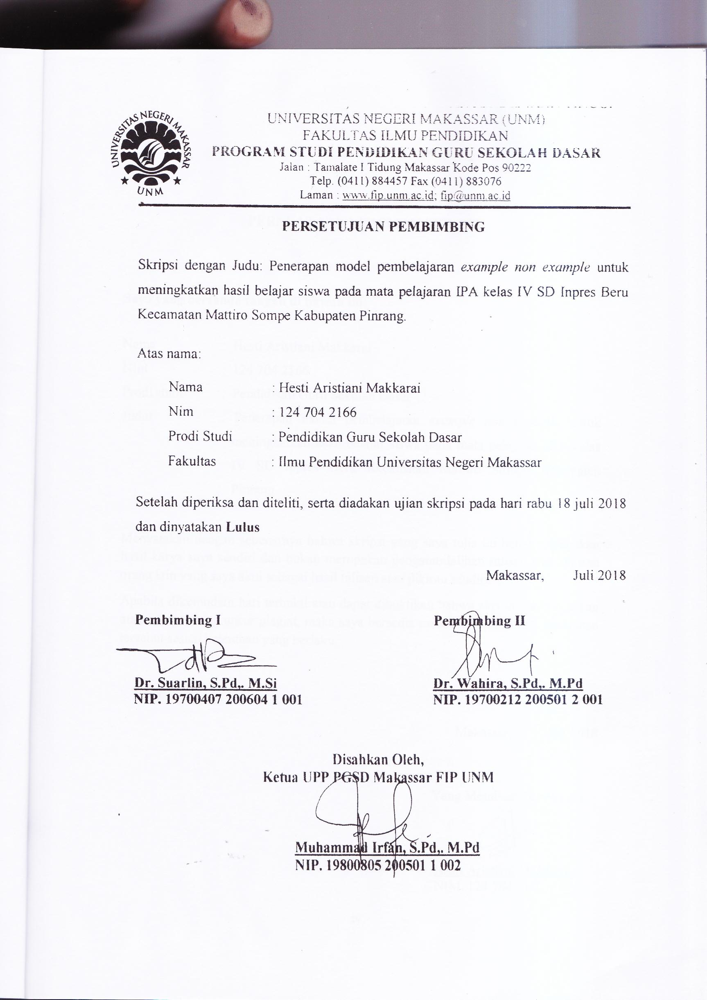 UNIVERSITAS NEGERI MAKASSAR
UNM
UNIVERSITAS NEGERI MAKASSAR (UNM)
FAKULTAS ILMU PENDIDIKAN
PROGRAM STUDI PENDIDIKAN GURU SEKOLAH DASAR
Jalan : Tamalate I Tidung Makassar Kode Pos 90222
Telp. (0411) 884457 Fax (0411) 883076
Laman : www.fip.unm.ac.id; fip@unm.ac.id
PERSETUJUAN PEMBIMBING
Skripsi dengan Judu: Penerapan model pembelajaran example non example untuk
meningkatkan hasil belajar siswa pada mata pelajaran IPA kelas IV SD Inpres Beru
Kecamatan Mattiro Sompe Kabupaten Pinrang.
Atas nama:
Nama : Hesti Aristiani Makkarai
Nim : 124 704 2166
Prodi Studi : Pendidikan Guru Sekolah Dasar
Fakultas : Ilmu Pendidikan Universitas Negeri Makassar
Setelah diperiksa dan diteliti, serta diadakan ujian skripsi pada hari rabu 18 juli 2018
dan dinyatakan Lulus
Makassar, Juli 2018
Pembimbing I Pembimbing II
Dr. Suarlin, S.Pd,. M.Si Dr. Wahira, S.Pd,. M.Pd
NIP. 19700407 200604 1 001 NIP. 19700212 200501 2 001
Disahkan Oleh,
Ketua UPP PGSD Makassar FIP UNM
Muhammad Irfan, S.Pd,. M.Pd
NIP. 19800805 200501 1 002